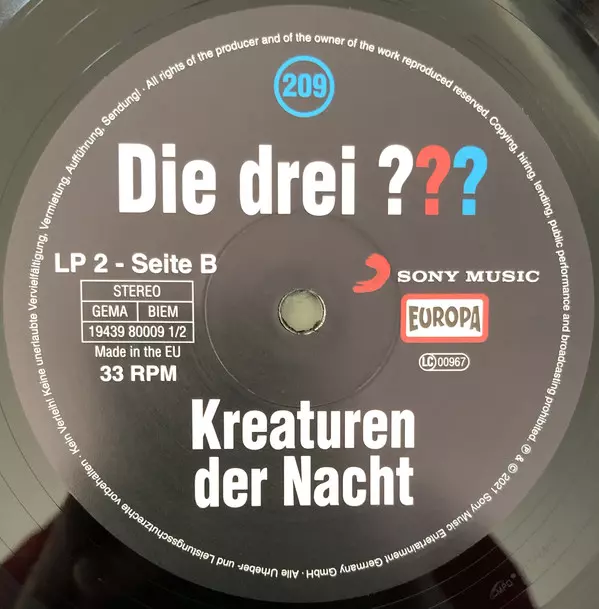 209
Die drei ???
LP 2 - Seite B
STEREO
GEMA BIEM
19439 80009 1/2
Made in the EU
33 RPM
SONY MUSIC
EUROPA
LC 00967
Kreaturen
der Nacht
All rights of the producer and of the owner of the work reproduced reserved. Copying, hiring, lending, public performance and broadcasting prohibited. ℗ & © 2021 Sony Music Entertainment Germany GmbH · Alle Urheber- und Leistungsschutzrechte vorbehalten · Kein Verleih! Keine unerlaubte Vervielfältigung, Vermietung, Aufführung, Sendung! ·